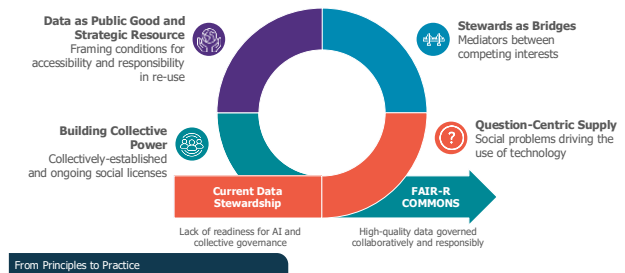 Data as Public Good and
Strategic Resource
Framing conditions for
accessibility and responsibility
in re-use
Stewards as Bridges
Mediators between
competing interests
Building Collective
Power
Collectively-established
and ongoing social licenses
?
Question-Centric Supply
Social problems driving the
use of technology
Current Data
Stewardship
FAIR-R
COMMONS
Lack of readiness for AI and
collective governance
High-quality data governed
collaboratively and responsibly
From Principles to Practice